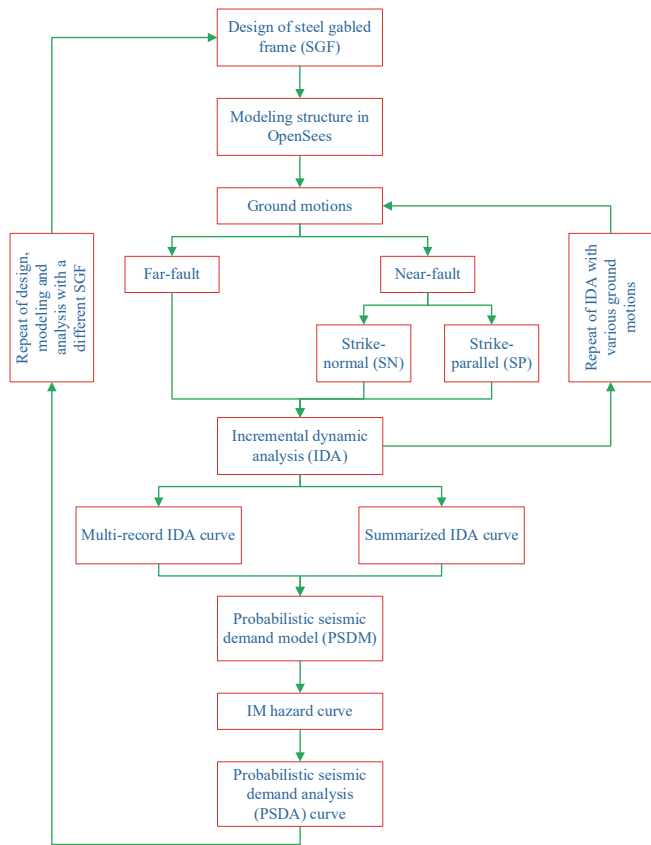 Design of steel gabled
frame (SGF)
Modeling structure in
OpenSees
Ground motions
Repeat of design,
modeling and
analysis with a
different SGF
Far-fault
Near-fault
Repeat of IDA with
various ground
motions
Strike-
normal (SN)
Strike-
parallel (SP)
Incremental dynamic
analysis (IDA)
Multi-record IDA curve
Summarized IDA curve
Probabilistic seismic
demand model (PSDM)
IM hazard curve
Probabilistic seismic
demand analysis
(PSDA) curve